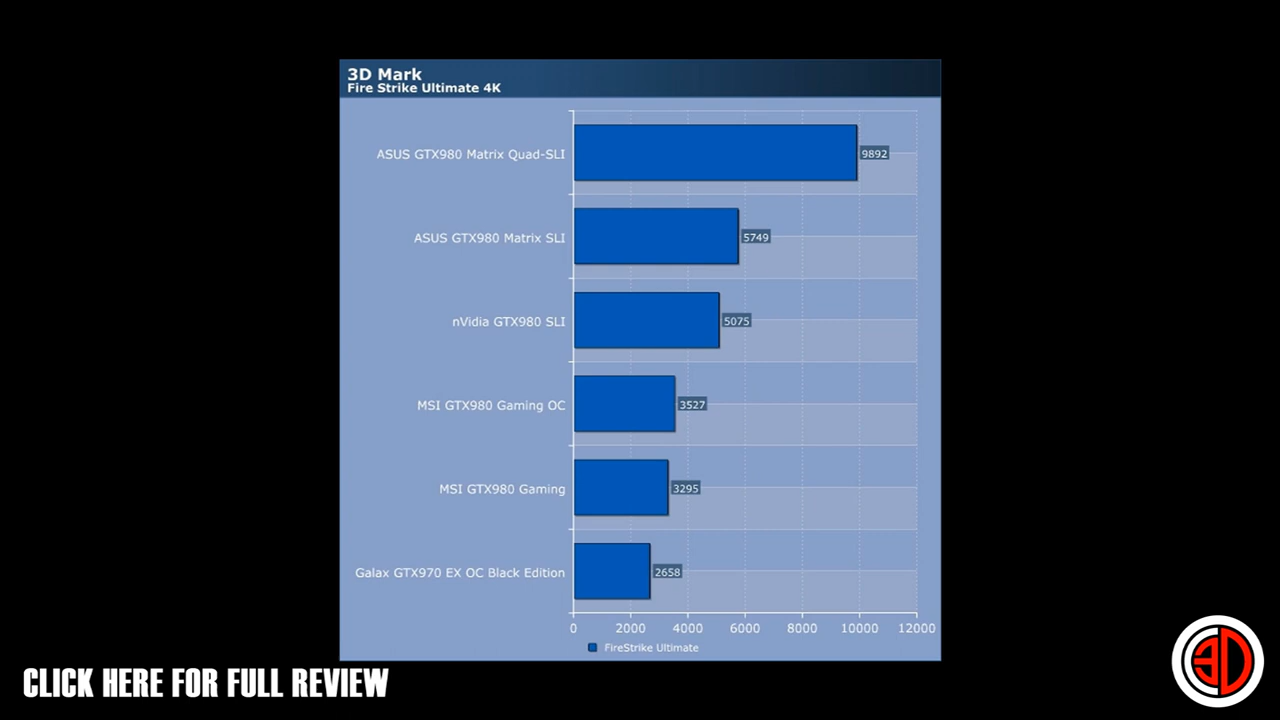 3D Mark
Fire Strike Ultimate 4K
ASUS GTX980 Matrix Quad-SLI
9892
ASUS GTX980 Matrix SLI
5749
nVidia GTX980 SLI
5075
MSI GTX980 Gaming OC
3527
MSI GTX980 Gaming
3295
Galax GTX970 EX OC Black Edition
2658
0 2000 4000 6000 8000 10000 12000
FireStrike Ultimate
CLICK HERE FOR FULL REVIEW
3D